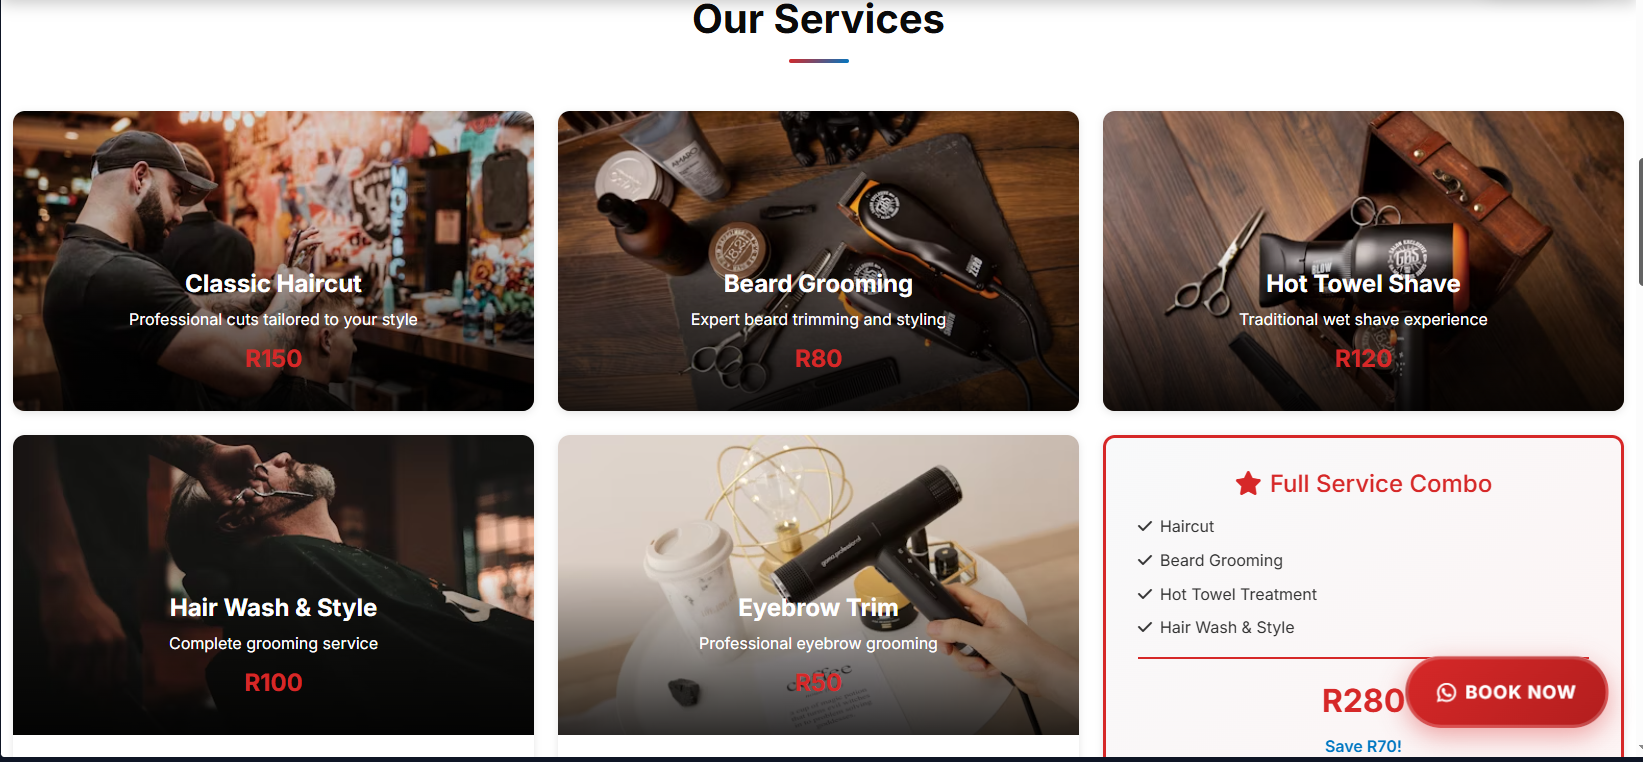 Our Services
Classic Haircut
Professional cuts tailored to your style
R150
Beard Grooming
Expert beard trimming and styling
R80
Hot Towel Shave
Traditional wet shave experience
R120
Hair Wash & Style
Complete grooming service
R100
Eyebrow Trim
Professional eyebrow grooming
R50
coffee
Full Service Combo
Haircut
Beard Grooming
Hot Towel Treatment
Hair Wash & Style
R280
BOOK NOW
Save R70!